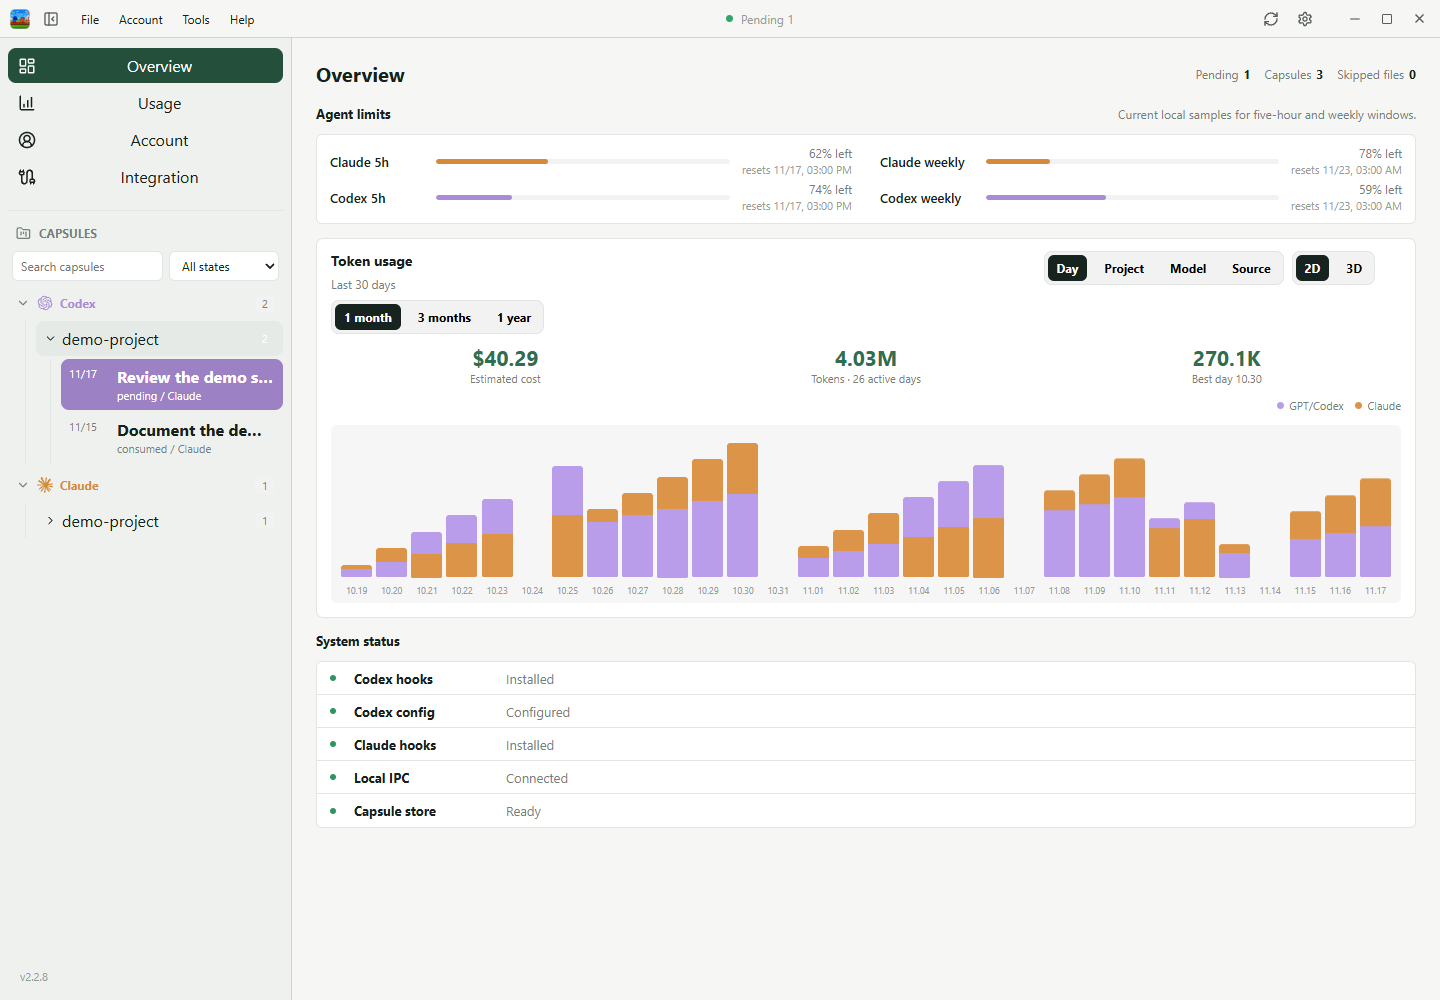 File Account Tools Help
Pending 1
Overview
Usage
Account
Integration
CAPSULES
Search capsules
All states
Codex 2
demo-project 2
11/17 Review the demo s...
pending / Claude
11/15 Document the de...
consumed / Claude
Claude 1
demo-project 1
v2.2.8
Overview
Pending 1 Capsules 3 Skipped files 0
Agent limits
Current local samples for five-hour and weekly windows.
Claude 5h
62% left
resets 11/17, 03:00 PM
Claude weekly
78% left
resets 11/23, 03:00 AM
Codex 5h
74% left
resets 11/17, 03:00 PM
Codex weekly
59% left
resets 11/23, 03:00 AM
Token usage
Last 30 days
Day Project Model Source
2D 3D
1 month 3 months 1 year
$40.29
Estimated cost
4.03M
Tokens · 26 active days
270.1K
Best day 10.30
GPT/Codex Claude
10.19 10.20 10.21 10.22 10.23 10.24 10.25 10.26 10.27 10.28 10.29 10.30 10.31 11.01 11.02 11.03 11.04 11.05 11.06 11.07 11.08 11.09 11.10 11.11 11.12 11.13 11.14 11.15 11.16 11.17
System status
Codex hooks Installed
Codex config Configured
Claude hooks Installed
Local IPC Connected
Capsule store Ready